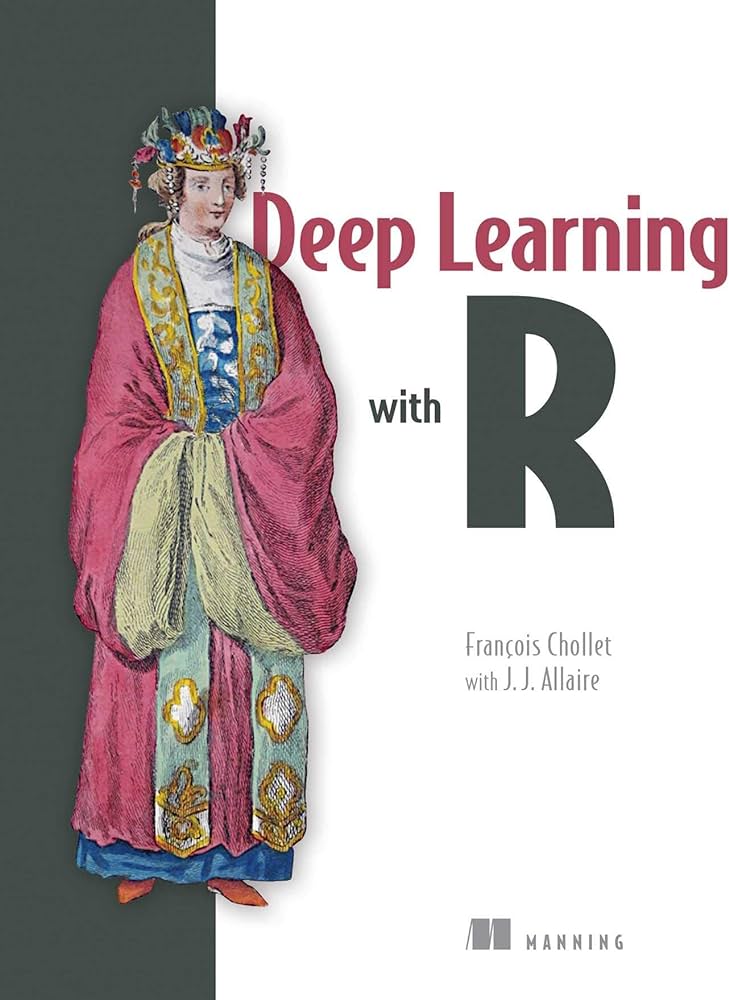 Deep Learning
with R
François Chollet
with J. J. Allaire
MANNING